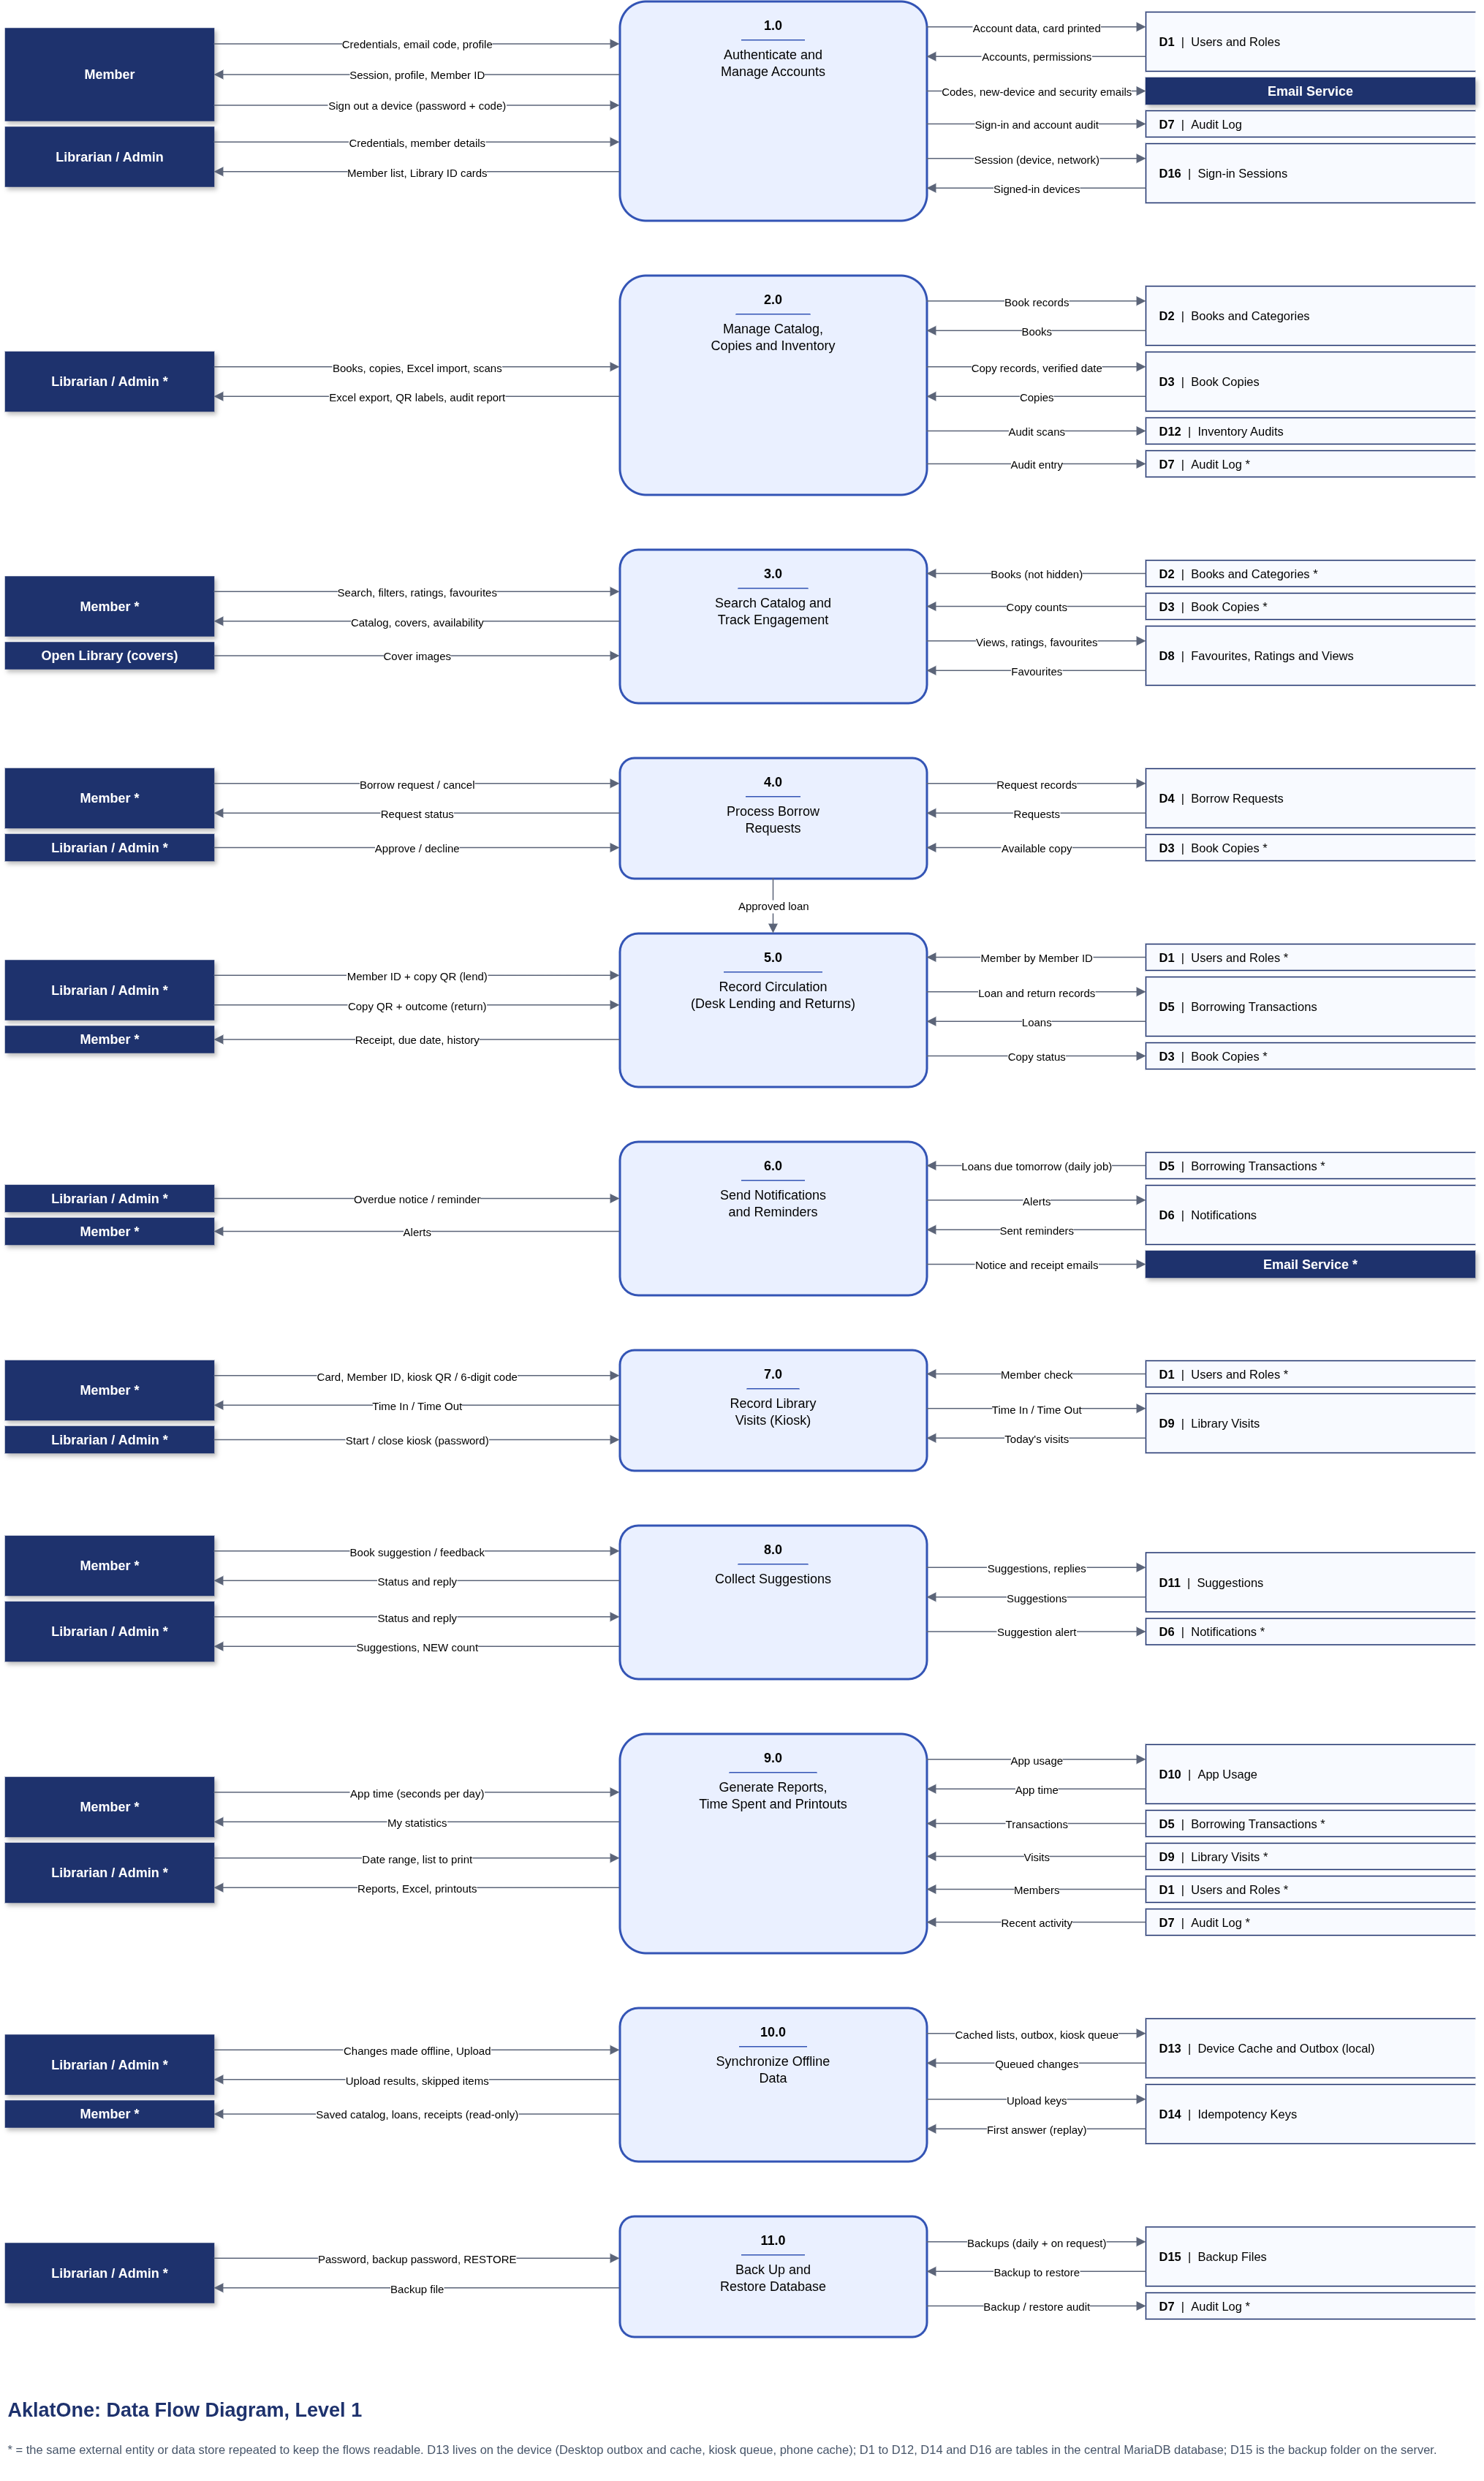 1.0
Authenticate and
Manage Accounts
Member
Credentials, email code, profile
Session, profile, Member ID
Sign out a device (password + code)
Librarian / Admin
Credentials, member details
Member list, Library ID cards
Account data, card printed
Accounts, permissions
D1 | Users and Roles
Codes, new-device and security emails
Email Service
Sign-in and account audit
D7 | Audit Log
Session (device, network)
Signed-in devices
D16 | Sign-in Sessions
2.0
Manage Catalog,
Copies and Inventory
Librarian / Admin *
Books, copies, Excel import, scans
Excel export, QR labels, audit report
Book records
Books
D2 | Books and Categories
Copy records, verified date
Copies
D3 | Book Copies
Audit scans
D12 | Inventory Audits
Audit entry
D7 | Audit Log *
3.0
Search Catalog and
Track Engagement
Member *
Search, filters, ratings, favourites
Catalog, covers, availability
Open Library (covers)
Cover images
Books (not hidden)
D2 | Books and Categories *
Copy counts
D3 | Book Copies *
Views, ratings, favourites
Favourites
D8 | Favourites, Ratings and Views
4.0
Process Borrow
Requests
Member *
Borrow request / cancel
Request status
Librarian / Admin *
Approve / decline
Request records
Requests
D4 | Borrow Requests
Available copy
D3 | Book Copies *
Approved loan
5.0
Record Circulation
(Desk Lending and Returns)
Librarian / Admin *
Member ID + copy QR (lend)
Copy QR + outcome (return)
Member *
Receipt, due date, history
Member by Member ID
D1 | Users and Roles *
Loan and return records
Loans
D5 | Borrowing Transactions
Copy status
D3 | Book Copies *
6.0
Send Notifications
and Reminders
Librarian / Admin *
Overdue notice / reminder
Member *
Alerts
Loans due tomorrow (daily job)
D5 | Borrowing Transactions *
Alerts
Sent reminders
D6 | Notifications
Notice and receipt emails
Email Service *
7.0
Record Library
Visits (Kiosk)
Member *
Card, Member ID, kiosk QR / 6-digit code
Time In / Time Out
Librarian / Admin *
Start / close kiosk (password)
Member check
D1 | Users and Roles *
Time In / Time Out
Today's visits
D9 | Library Visits
8.0
Collect Suggestions
Member *
Book suggestion / feedback
Status and reply
Librarian / Admin *
Status and reply
Suggestions, NEW count
Suggestions, replies
Suggestions
D11 | Suggestions
Suggestion alert
D6 | Notifications *
9.0
Generate Reports,
Time Spent and Printouts
Member *
App time (seconds per day)
My statistics
Librarian / Admin *
Date range, list to print
Reports, Excel, printouts
App usage
App time
D10 | App Usage
Transactions
D5 | Borrowing Transactions *
Visits
D9 | Library Visits *
Members
D1 | Users and Roles *
Recent activity
D7 | Audit Log *
10.0
Synchronize Offline
Data
Librarian / Admin *
Changes made offline, Upload
Upload results, skipped items
Member *
Saved catalog, loans, receipts (read-only)
Cached lists, outbox, kiosk queue
Queued changes
D13 | Device Cache and Outbox (local)
Upload keys
First answer (replay)
D14 | Idempotency Keys
11.0
Back Up and
Restore Database
Librarian / Admin *
Password, backup password, RESTORE
Backup file
Backups (daily + on request)
Backup to restore
D15 | Backup Files
Backup / restore audit
D7 | Audit Log *
AklatOne: Data Flow Diagram, Level 1
* = the same external entity or data store repeated to keep the flows readable. D13 lives on the device (Desktop outbox and cache, kiosk queue, phone cache); D1 to D12, D14 and D16 are tables in the central MariaDB database; D15 is the backup folder on the server.